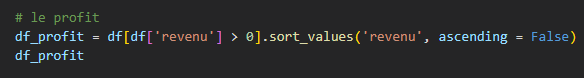 # le profit
df_profit = df[df['revenu'] > 0].sort_values('revenu', ascending = False)
df_profit